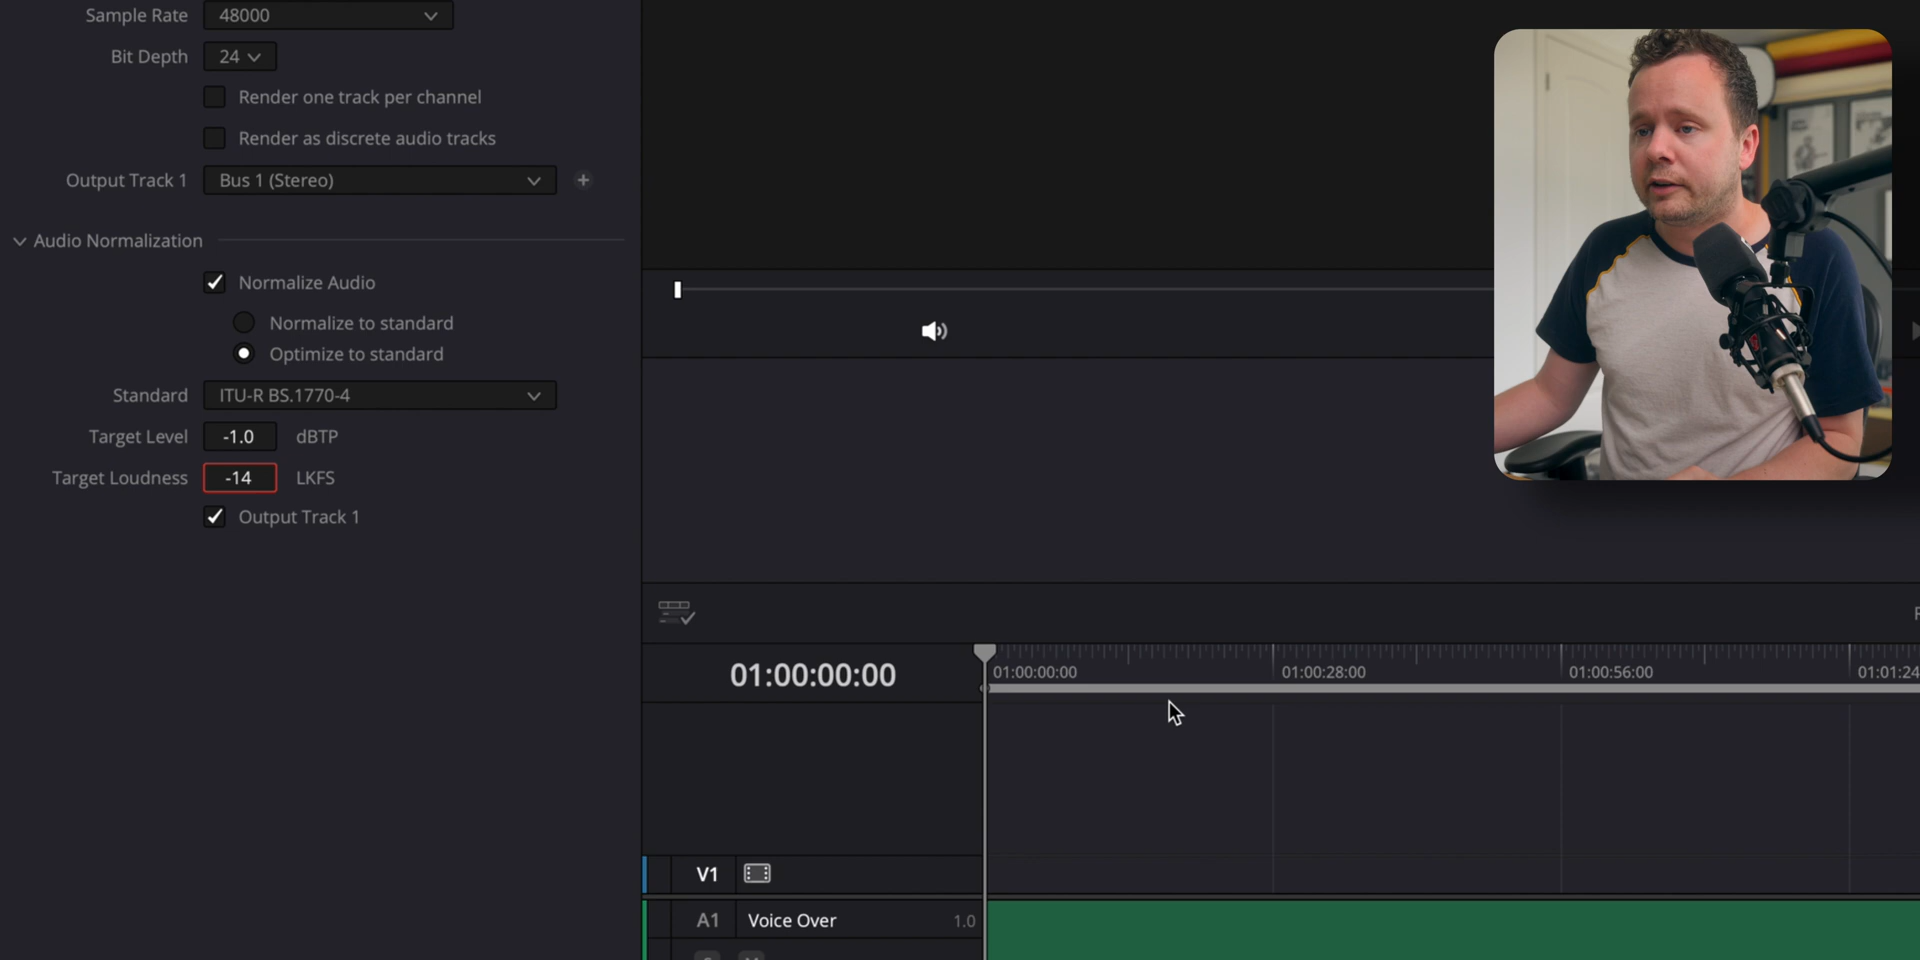 Sample Rate 48000
Bit Depth 24
Render one track per channel
Render as discrete audio tracks
Output Track 1 Bus 1 (Stereo)
Audio Normalization
Normalize Audio
Normalize to standard
Optimize to standard
Standard ITU-R BS.1770-4
Target Level -1.0 dBTP
Target Loudness -14 LKFS
Output Track 1
01:00:00:00
01:00:00:00 01:00:28:00 01:00:56:00 01:01:24
V1
A1 Voice Over 1.0